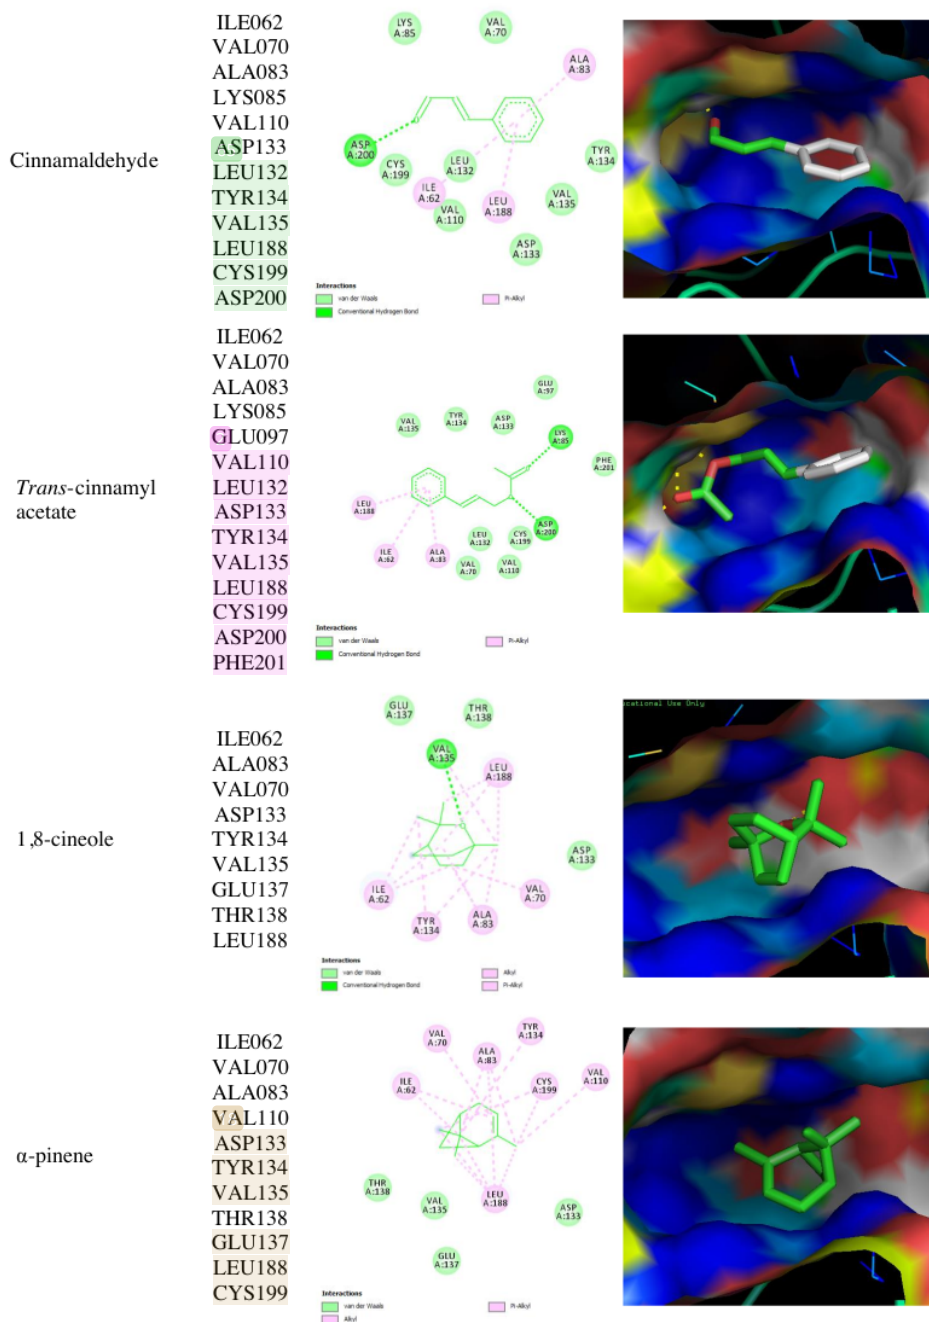 Cinnamaldehyde
ILE062
VAL070
ALA083
LYS085
VAL110
ASP133
LEU132
TYR134
VAL135
LEU188
CYS199
ASP200
LYS
A:85
VAL
A:70
ALA
A:83
ASP
A:200
CYS
A:199
LEU
A:132
TYR
A:134
ILE
A:62
VAL
A:110
LEU
A:188
VAL
A:135
ASP
A:133
Interactions
van der Waals
Conventional Hydrogen Bond
Pi-Alkyl
Trans-cinnamyl
acetate
ILE062
VAL070
ALA083
LYS085
GLU097
VAL110
LEU132
ASP133
TYR134
VAL135
LEU188
CYS199
ASP200
PHE201
GLU
A:97
VAL
A:135
TYR
A:134
ASP
A:133
LYS
A:85
PHE
A:201
LEU
A:188
ASP
A:200
LEU
A:132
CYS
A:199
ILE
A:62
ALA
A:83
VAL
A:70
VAL
A:110
Interactions
van der Waals
Conventional Hydrogen Bond
Pi-Alkyl
1,8-cineole
ILE062
ALA083
VAL070
ASP133
TYR134
VAL135
GLU137
THR138
LEU188
GLU
A:137
THR
A:138
VAL
A:135
LEU
A:188
ASP
A:133
ILE
A:62
TYR
A:134
ALA
A:83
VAL
A:70
Interactions
van der Waals
Conventional Hydrogen Bond
Alkyl
Pi-Alkyl
ucational Use Only
α-pinene
ILE062
VAL070
ALA083
VAL110
ASP133
TYR134
VAL135
THR138
GLU137
LEU188
CYS199
VAL
A:70
TYR
A:134
ALA
A:83
ILE
A:62
CYS
A:199
VAL
A:110
THR
A:138
VAL
A:135
LEU
A:188
ASP
A:133
GLU
A:137
Interactions
van der Waals
Alkyl
Pi-Alkyl